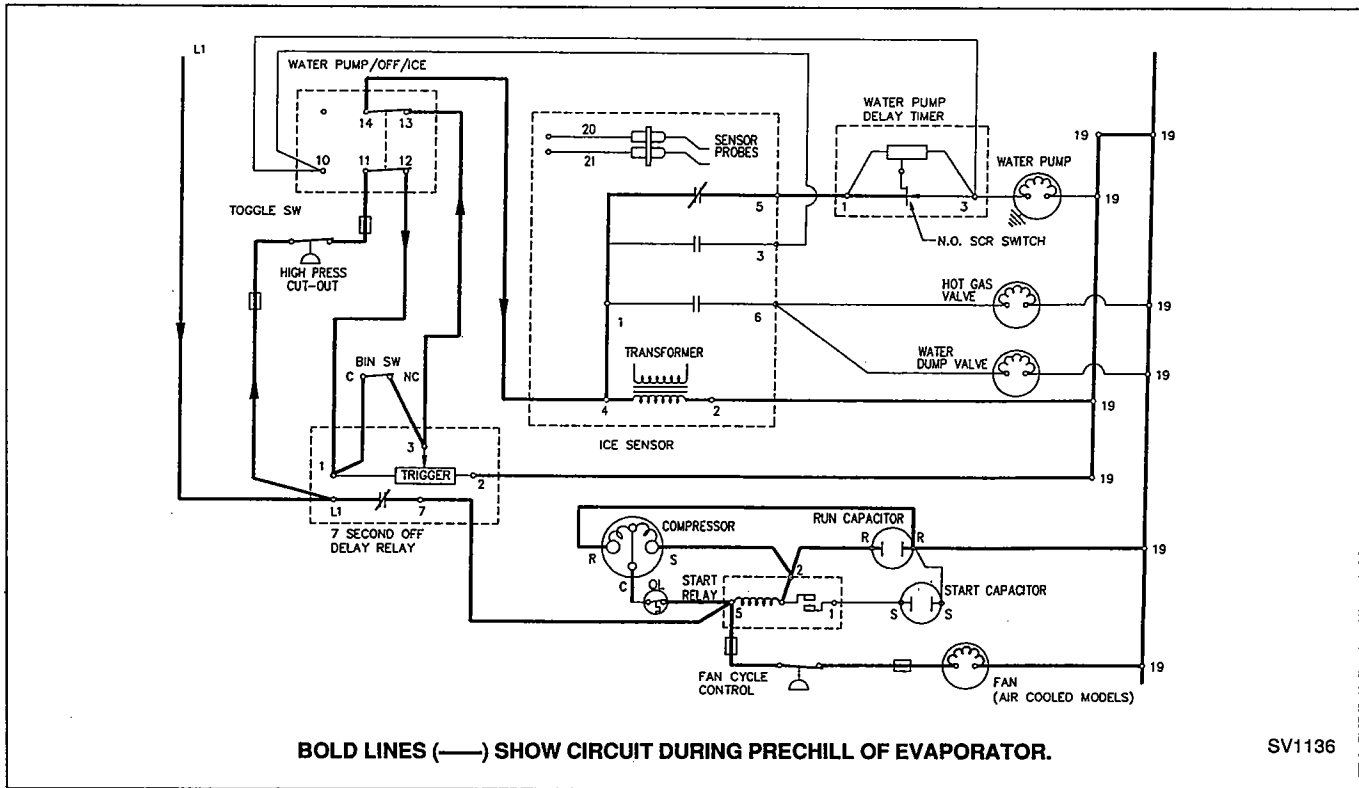 L1
WATER PUMP/OFF/ICE
14 13
10 11 12
TOGGLE SW
HIGH PRESS
CUT-OUT
20
21
SENSOR
PROBES
WATER PUMP
DELAY TIMER
5
1 3
WATER PUMP
19 19
19
N.O. SCR SWITCH
3
HOT GAS
VALVE
19
1 6
WATER
DUMP VALVE
19
TRANSFORMER
4 2
19
ICE SENSOR
BIN SW
C NC
3
1 TRIGGER 2
19
L1 7
7 SECOND OFF
DELAY RELAY
COMPRESSOR
R S
C
OL
START
RELAY
2
5 1
RUN CAPACITOR
R R
19
START CAPACITOR
S S
FAN CYCLE
CONTROL
FAN
(AIR COOLED MODELS)
19
BOLD LINES (——) SHOW CIRCUIT DURING PRECHILL OF EVAPORATOR.
SV1136